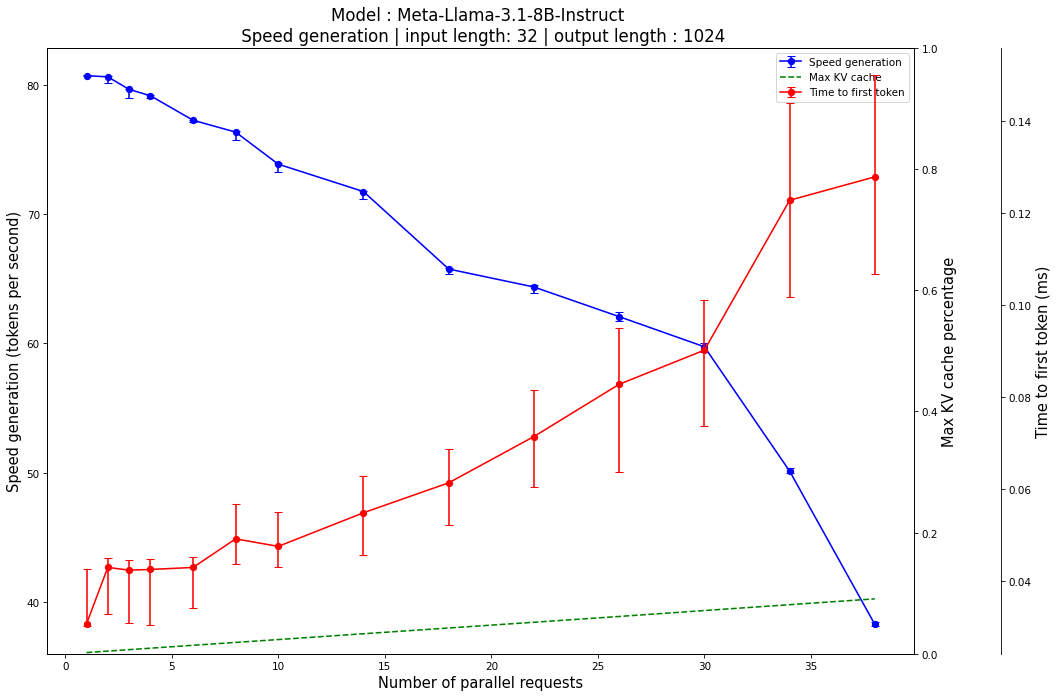 Model : Meta-Llama-3.1-8B-Instruct
Speed generation | input length: 32 | output length : 1024
Speed generation
Max KV cache
Time to first token
Speed generation (tokens per second)
80
70
60
50
40
0
5
10
15
20
25
30
35
Number of parallel requests
1.0
0.8
0.6
0.4
0.2
0.0
Max KV cache percentage
0.14
0.12
0.10
0.08
0.06
0.04
Time to first token (ms)